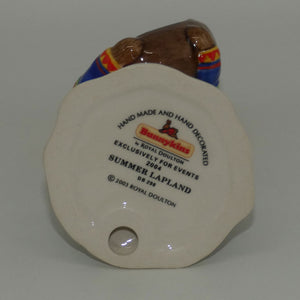 HAND MADE AND HAND DECORATED
Bunnykins
by ROYAL DOULTON
EXCLUSIVELY FOR EVENTS
2004
SUMMER LAPLAND
DB 298
© 2003 ROYAL DOULTON